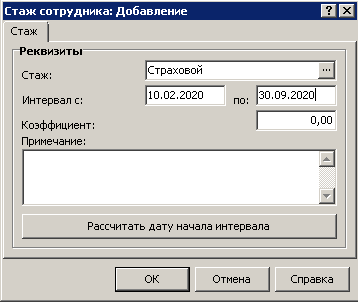 Стаж сотрудника: Добавление
Стаж
Реквизиты
Стаж: Страховой ...
Интервал с: 10.02.2020 по: 30.09.2020
Коэффициент: 0,00
Примечание:
Рассчитать дату начала интервала
OK Отмена Справка